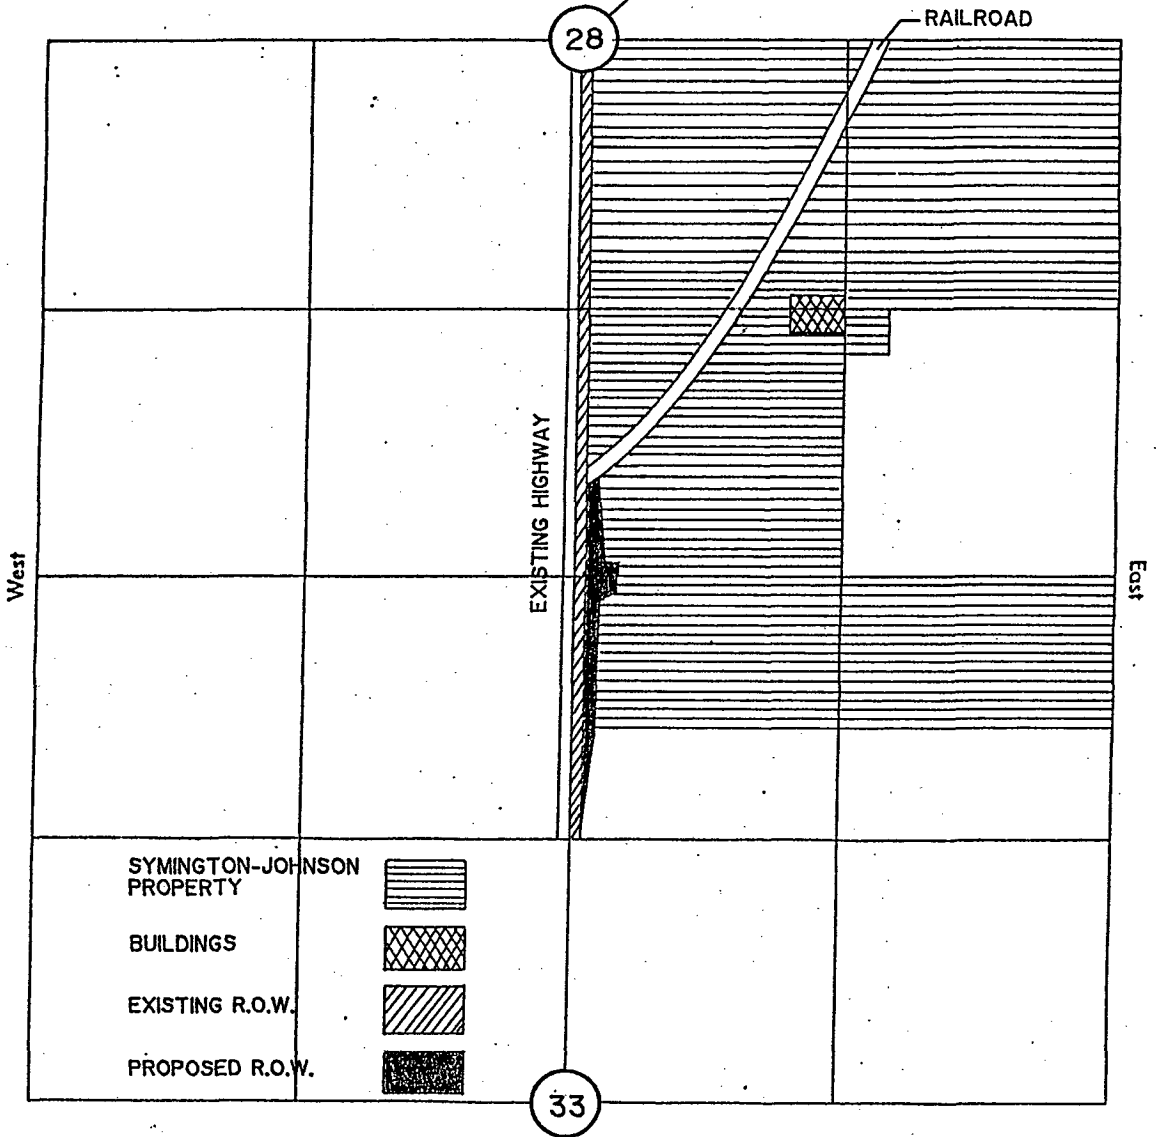 RAILROAD
28
EXISTING HIGHWAY
West
East
SYMINGTON-JOHNSON
PROPERTY
BUILDINGS
EXISTING R.O.W.
PROPOSED R.O.W.
33